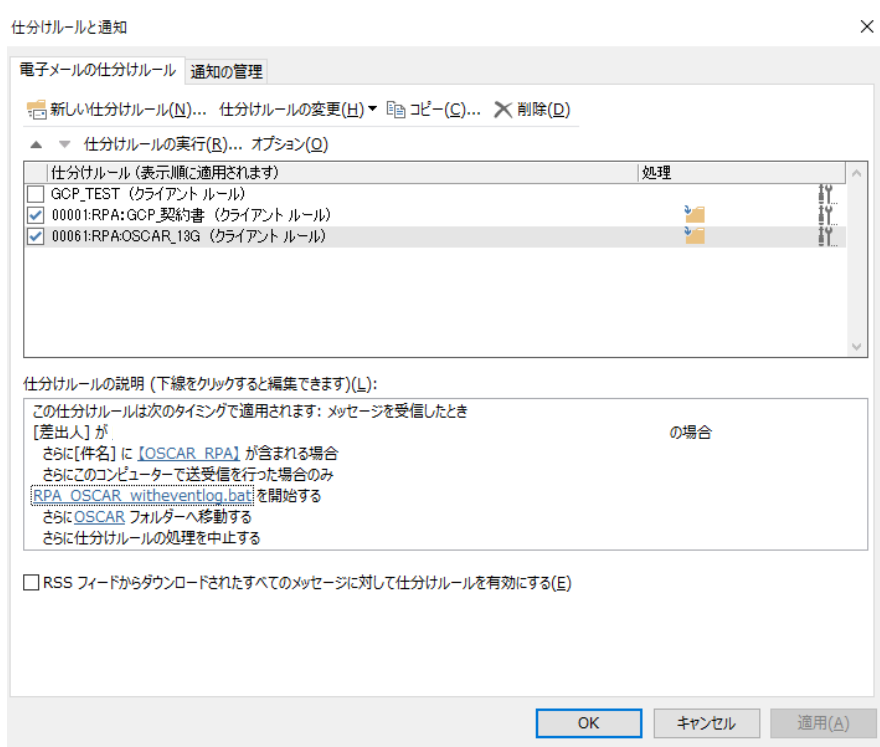 仕分けルールと通知
電子メールの仕分けルール 通知の管理
新しい仕分けルール(N)... 仕分けルールの変更(H) コピー(C)... 削除(D)
仕分けルールの実行(R)... オプション(O)
仕分けルール (表示順に適用されます) 処理
GCP_TEST (クライアント ルール)
00001:RPA:GCP_契約書 (クライアント ルール)
00061:RPA:OSCAR_13G (クライアント ルール)
仕分けルールの説明 (下線をクリックすると編集できます)(L):
この仕分けルールは次のタイミングで適用されます: メッセージを受信したとき
[差出人] が の場合
さらに[件名] に 【OSCAR_RPA】 が含まれる場合
さらにこのコンピューターで送受信を行った場合のみ
RPA_OSCAR_witheventlog.bat を開始する
さらに OSCAR フォルダーへ移動する
さらに仕分けルールの処理を中止する
RSS フィードからダウンロードされたすべてのメッセージに対して仕分けルールを有効にする(E)
OK キャンセル 適用(A)